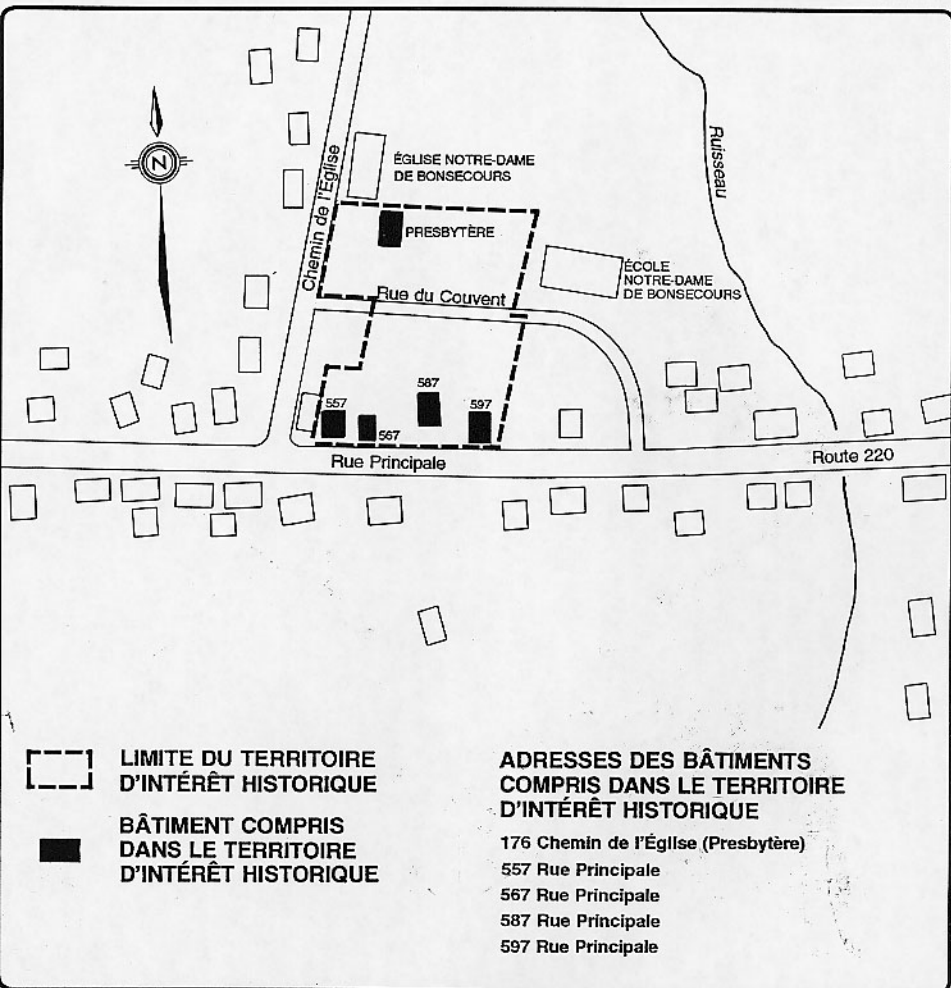 N
Chemin de l'Église
ÉGLISE NOTRE-DAME
DE BONSECOURS
Ruisseau
PRESBYTÈRE
ÉCOLE
NOTRE-DAME
DE BONSECOURS
Rue du Couvent
557
567
587
597
Rue Principale
Route 220
LIMITE DU TERRITOIRE
D'INTÉRÊT HISTORIQUE
BÂTIMENT COMPRIS
DANS LE TERRITOIRE
D'INTÉRÊT HISTORIQUE
ADRESSES DES BÂTIMENTS
COMPRIS DANS LE TERRITOIRE
D'INTÉRÊT HISTORIQUE
176 Chemin de l'Église (Presbytère)
557 Rue Principale
567 Rue Principale
587 Rue Principale
597 Rue Principale